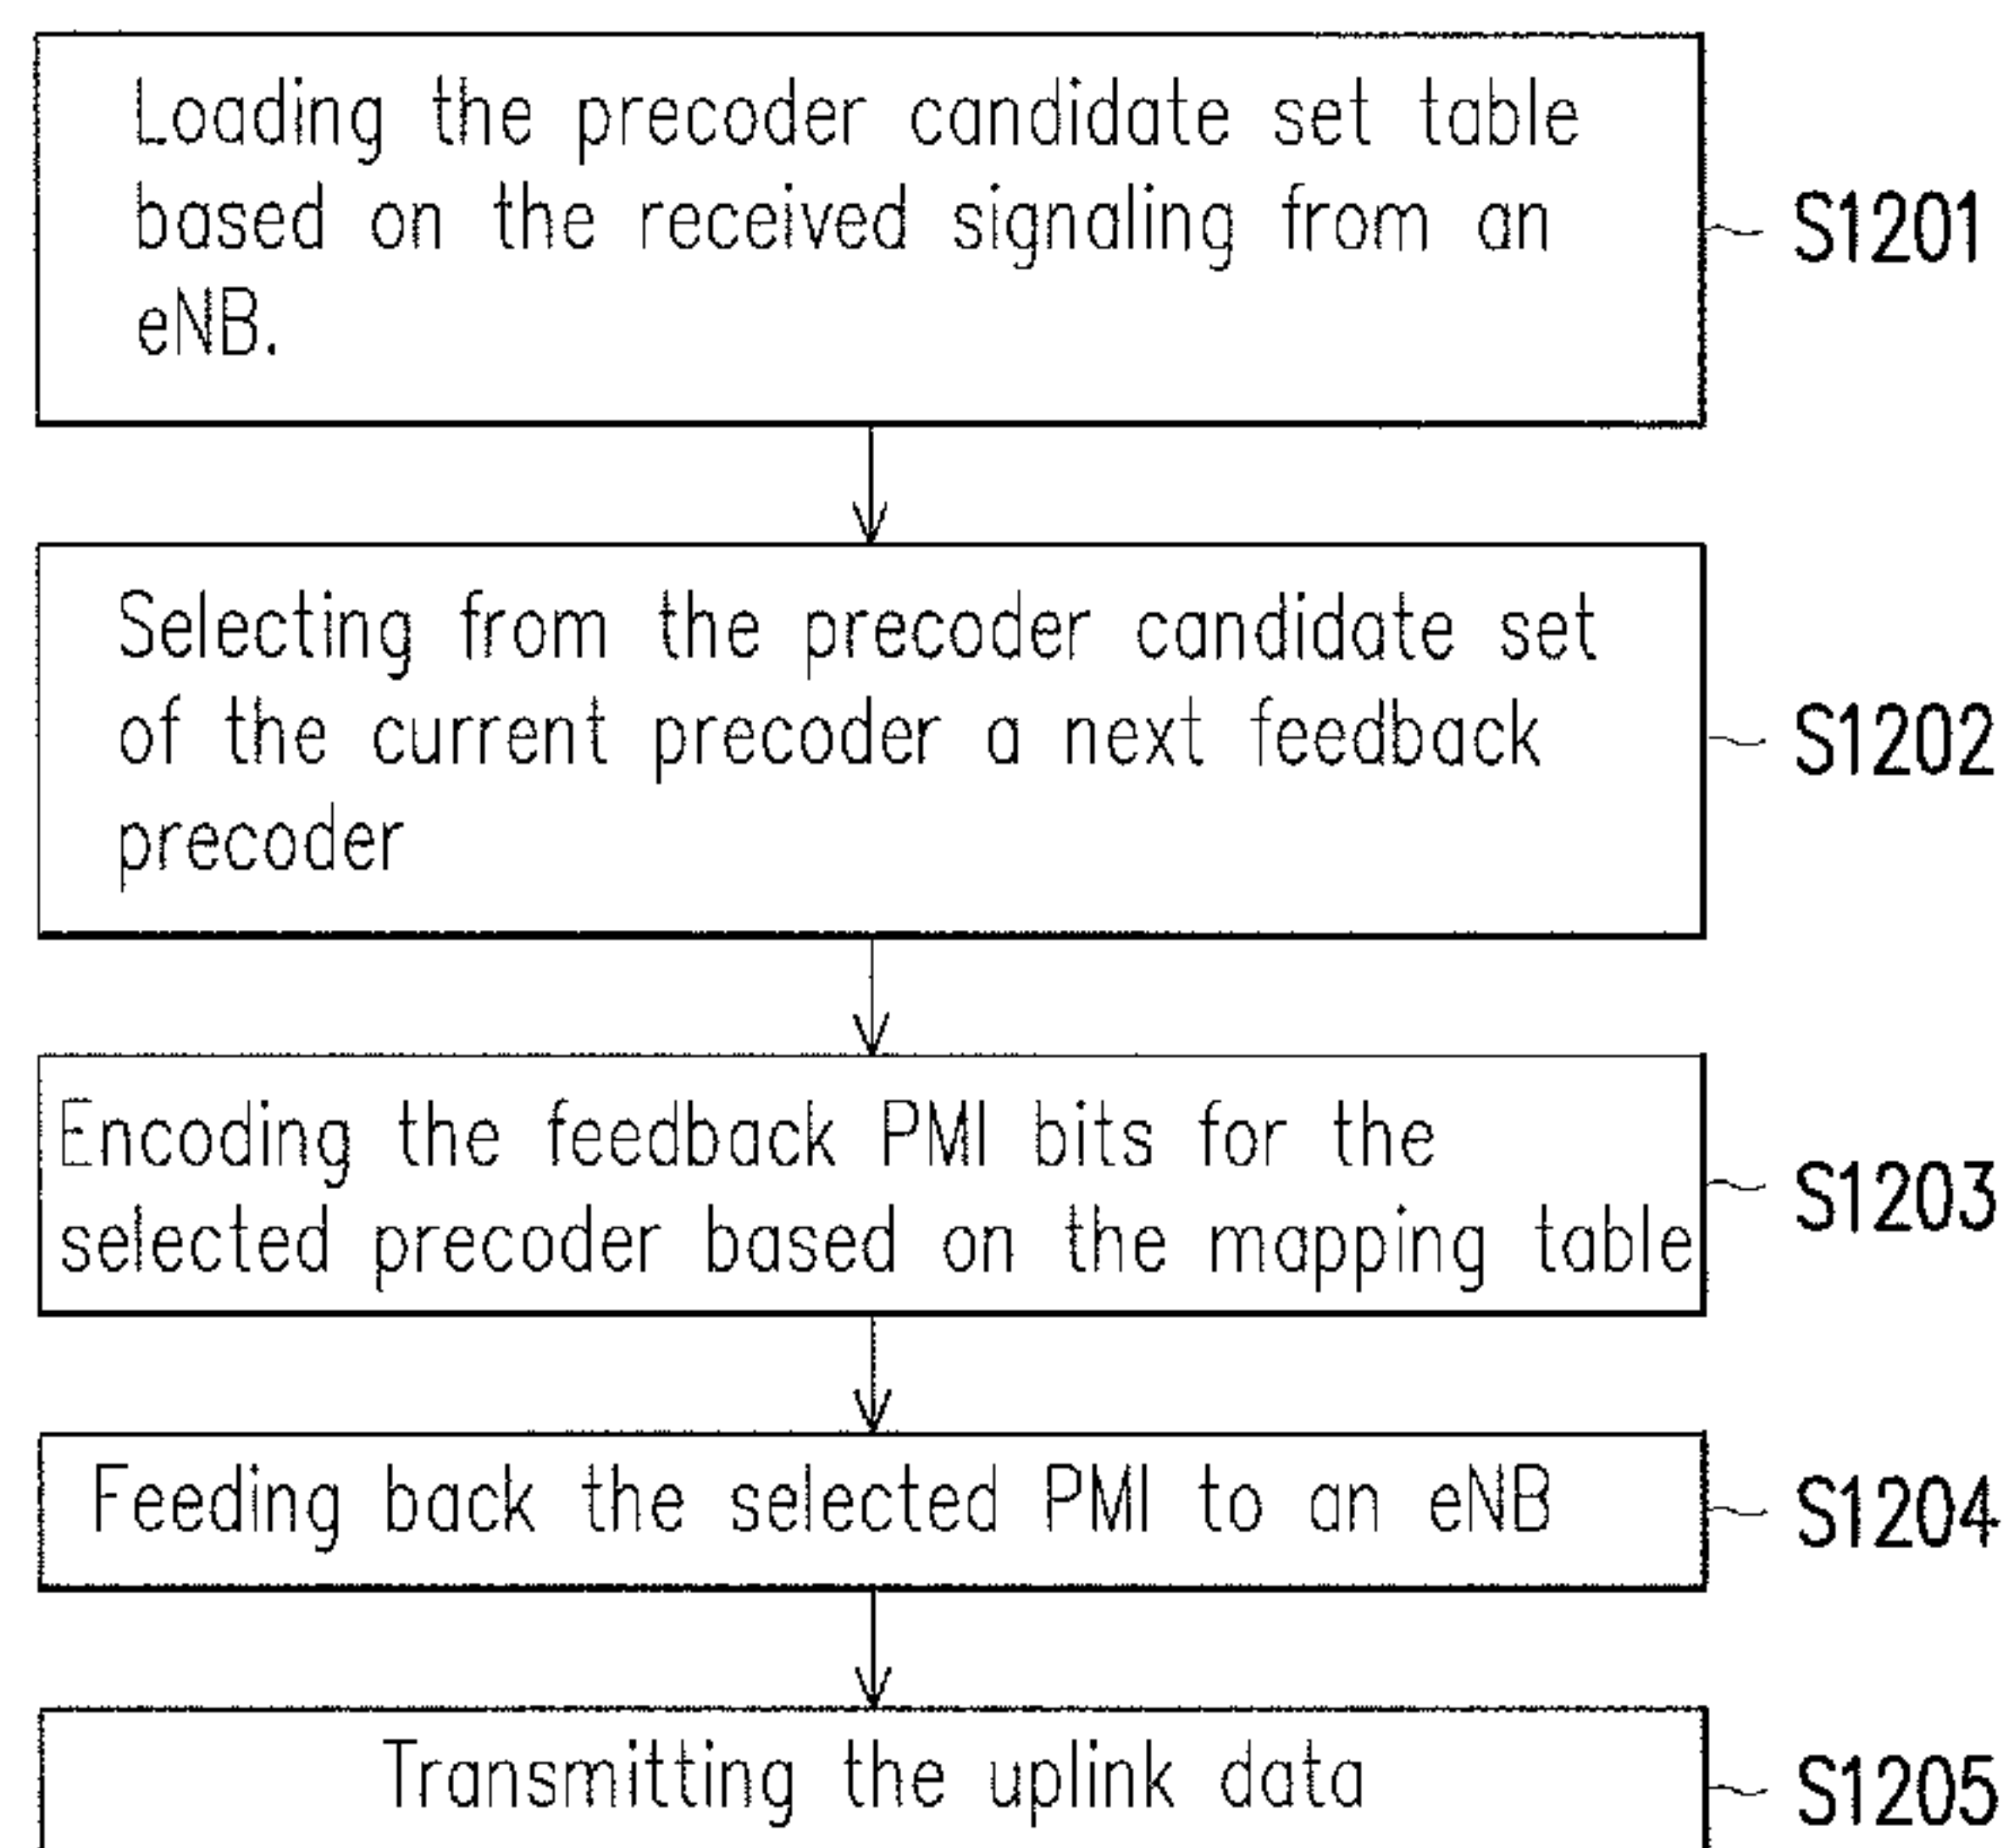 Loading the precoder candidate set table
based on the received signaling from an
eNB.
S1201
Selecting from the precoder candidate set
of the current precoder a next feedback
precoder
S1202
Encoding the feedback PMI bits for the
selected precoder based on the mapping table
S1203
Feeding back the selected PMI to an eNB
S1204
Transmitting the uplink data
S1205